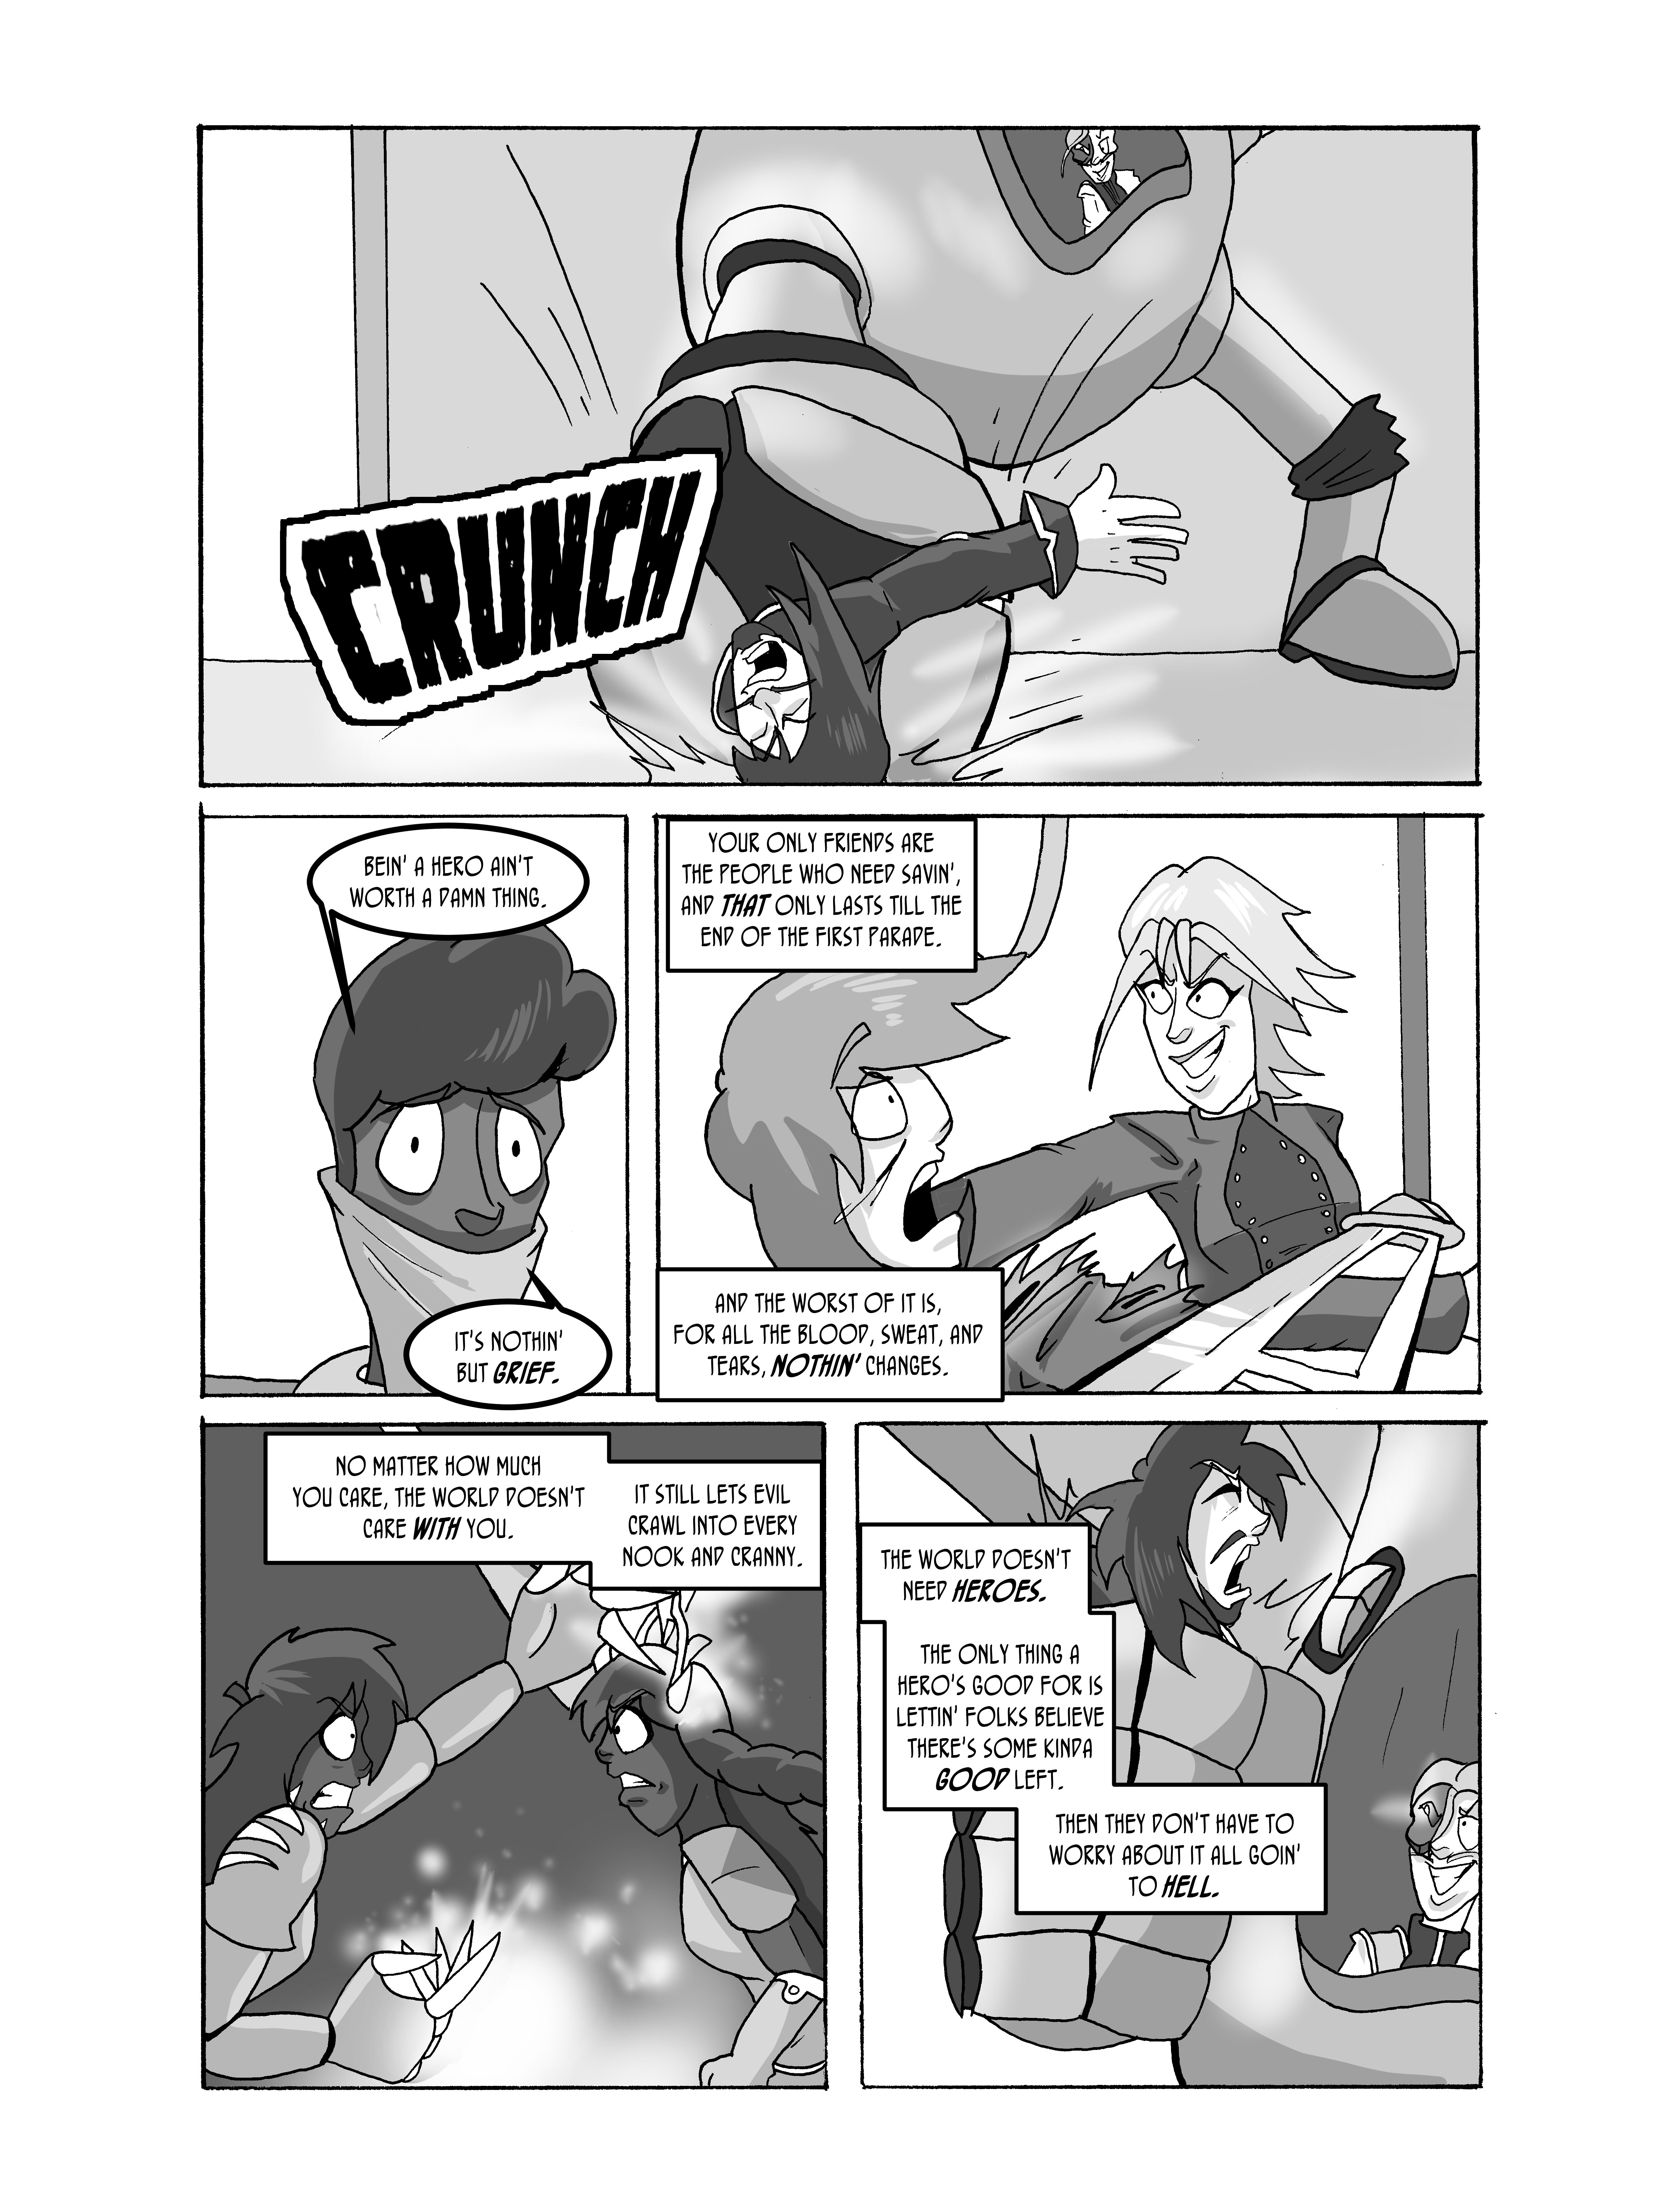 CRUNCH
BEIN' A HERO AIN'T
WORTH A DAMN THING.
IT'S NOTHIN'
BUT GRIEF.
YOUR ONLY FRIENDS ARE
THE PEOPLE WHO NEED SAVIN',
AND THAT ONLY LASTS TILL THE
END OF THE FIRST PARADE.
AND THE WORST OF IT IS,
FOR ALL THE BLOOD, SWEAT, AND
TEARS, NOTHIN' CHANGES.
NO MATTER HOW MUCH
YOU CARE, THE WORLD DOESN'T
CARE WITH YOU.
IT STILL LETS EVIL
CRAWL INTO EVERY
NOOK AND CRANNY.
THE WORLD DOESN'T
NEED HEROES.
THE ONLY THING A
HERO'S GOOD FOR IS
LETTIN' FOLKS BELIEVE
THERE'S SOME KINDA
GOOD LEFT.
THEN THEY DON'T HAVE TO
WORRY ABOUT IT ALL GOIN'
TO HELL.